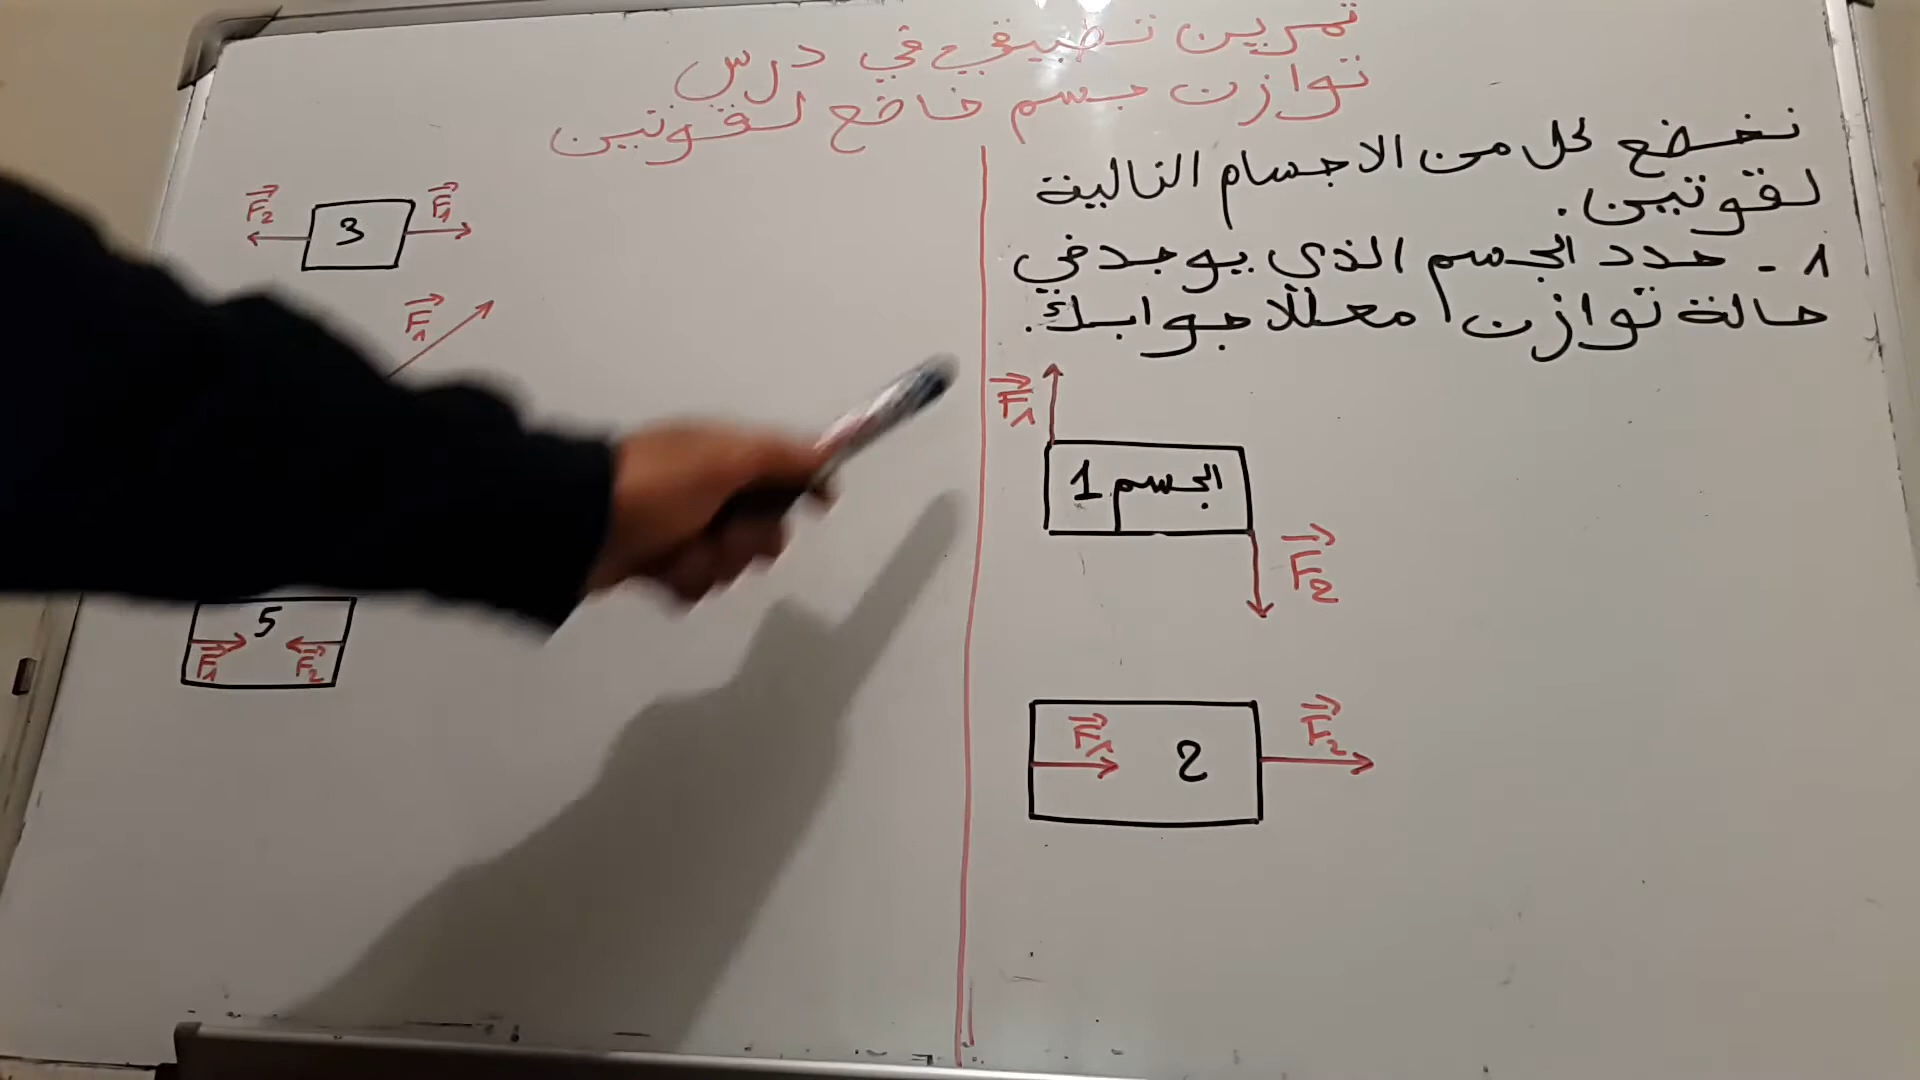 تمرين تطبيقي في درس
توازن جسم خاضع لقوتين
نخضع كل من الاجسام التالية
لقوتين.
1 - حدد الجسم الذي يوجد في
حالة توازن معللا جوابك.
F1
الجسم 1
F2
F1 2 F2
F2 3 F1
F1
5
F1 F2